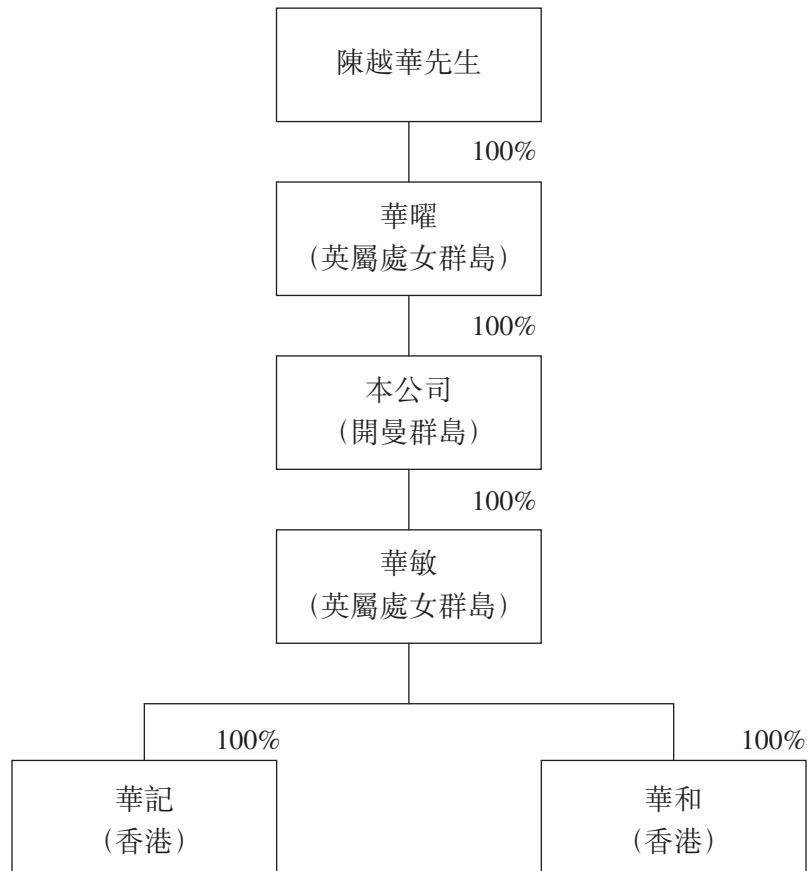 陳越華先生
100%
華曜
（英屬處女群島）
100%
本公司
（開曼群島）
100%
華敏
（英屬處女群島）
100%
100%
華記
（香港）
華和
（香港）